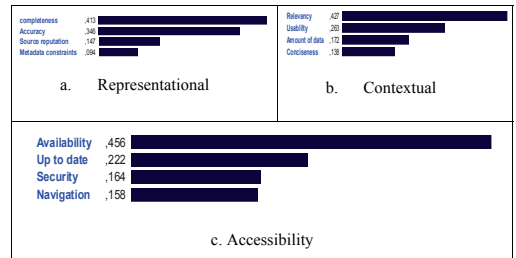 completeness ,413
Accuracy ,346
Source reputation ,147
Metadata constraints ,094
a. Representational
Relevancy ,427
Usability ,263
Amount of data ,172
Conciseness ,138
b. Contextual
Availability ,456
Up to date ,222
Security ,164
Navigation ,158
c. Accessibility